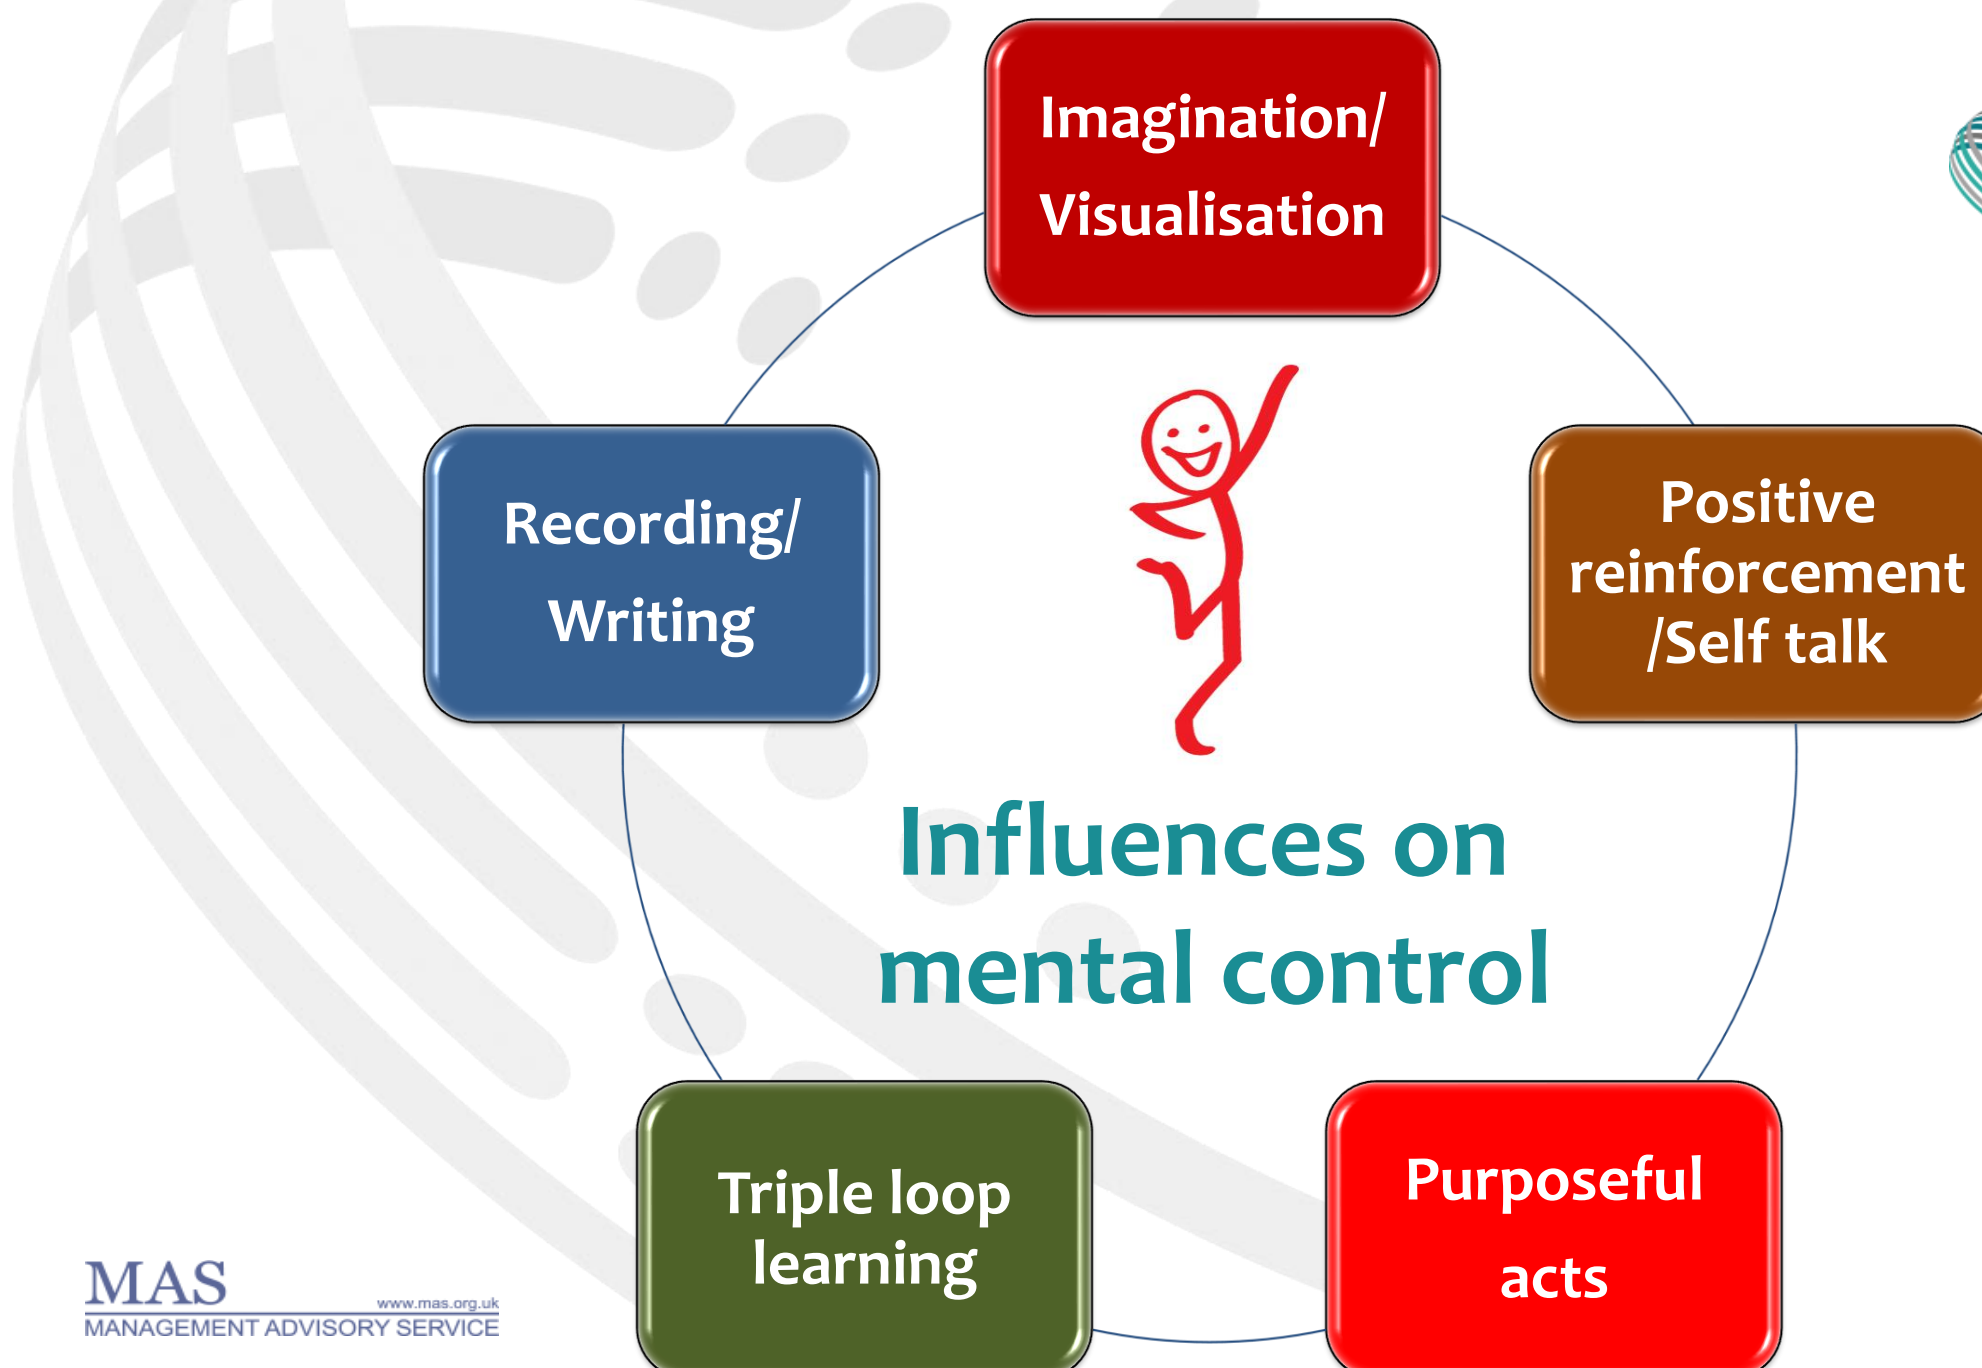 Imagination/
Visualisation
Recording/
Writing
Positive
reinforcement
/Self talk
Influences on
mental control
Triple loop
learning
Purposeful
acts
MAS
www.mas.org.uk
MANAGEMENT ADVISORY SERVICE